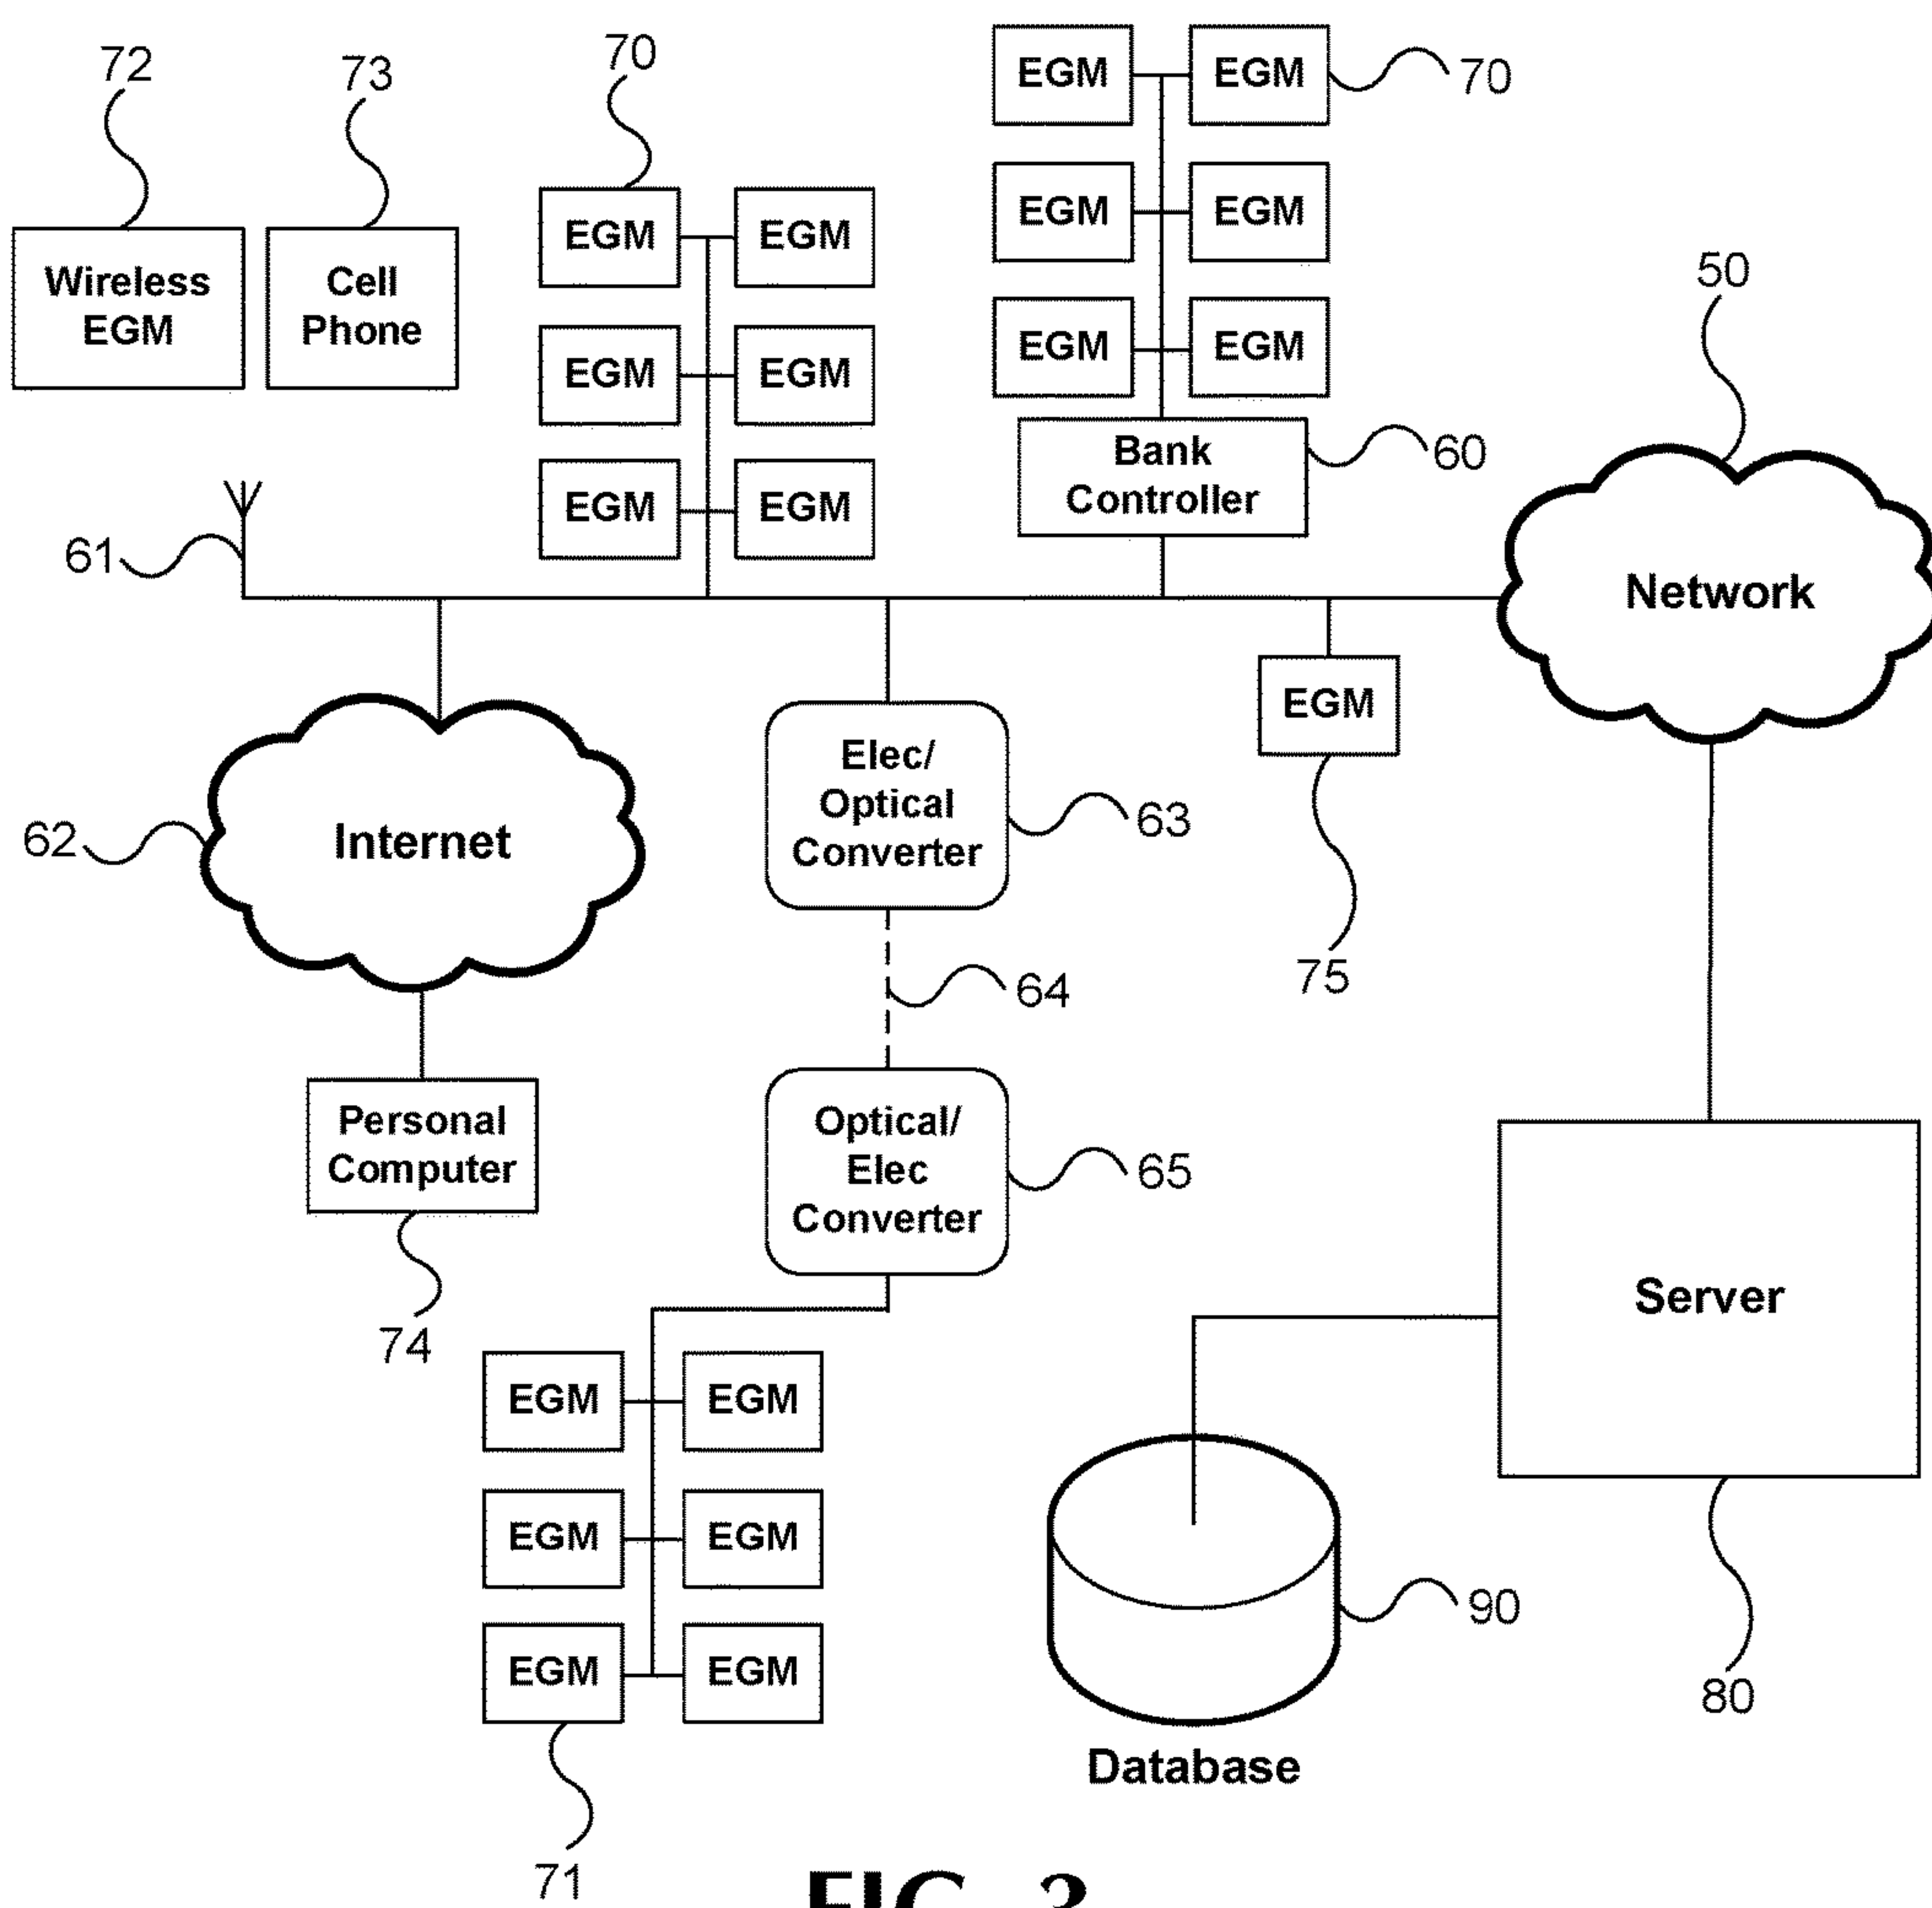 72
73
70
EGM
EGM
70
Wireless
EGM
Cell
Phone
EGM
EGM
EGM
EGM
EGM
EGM
EGM
EGM
50
EGM
EGM
Bank
Controller
60
61
Network
EGM
62
Internet
Elec/
Optical
Converter
63
75
64
Personal
Computer
Optical/
Elec
Converter
65
74
Server
EGM
EGM
EGM
EGM
90
EGM
EGM
80
Database
71
FIG. 3